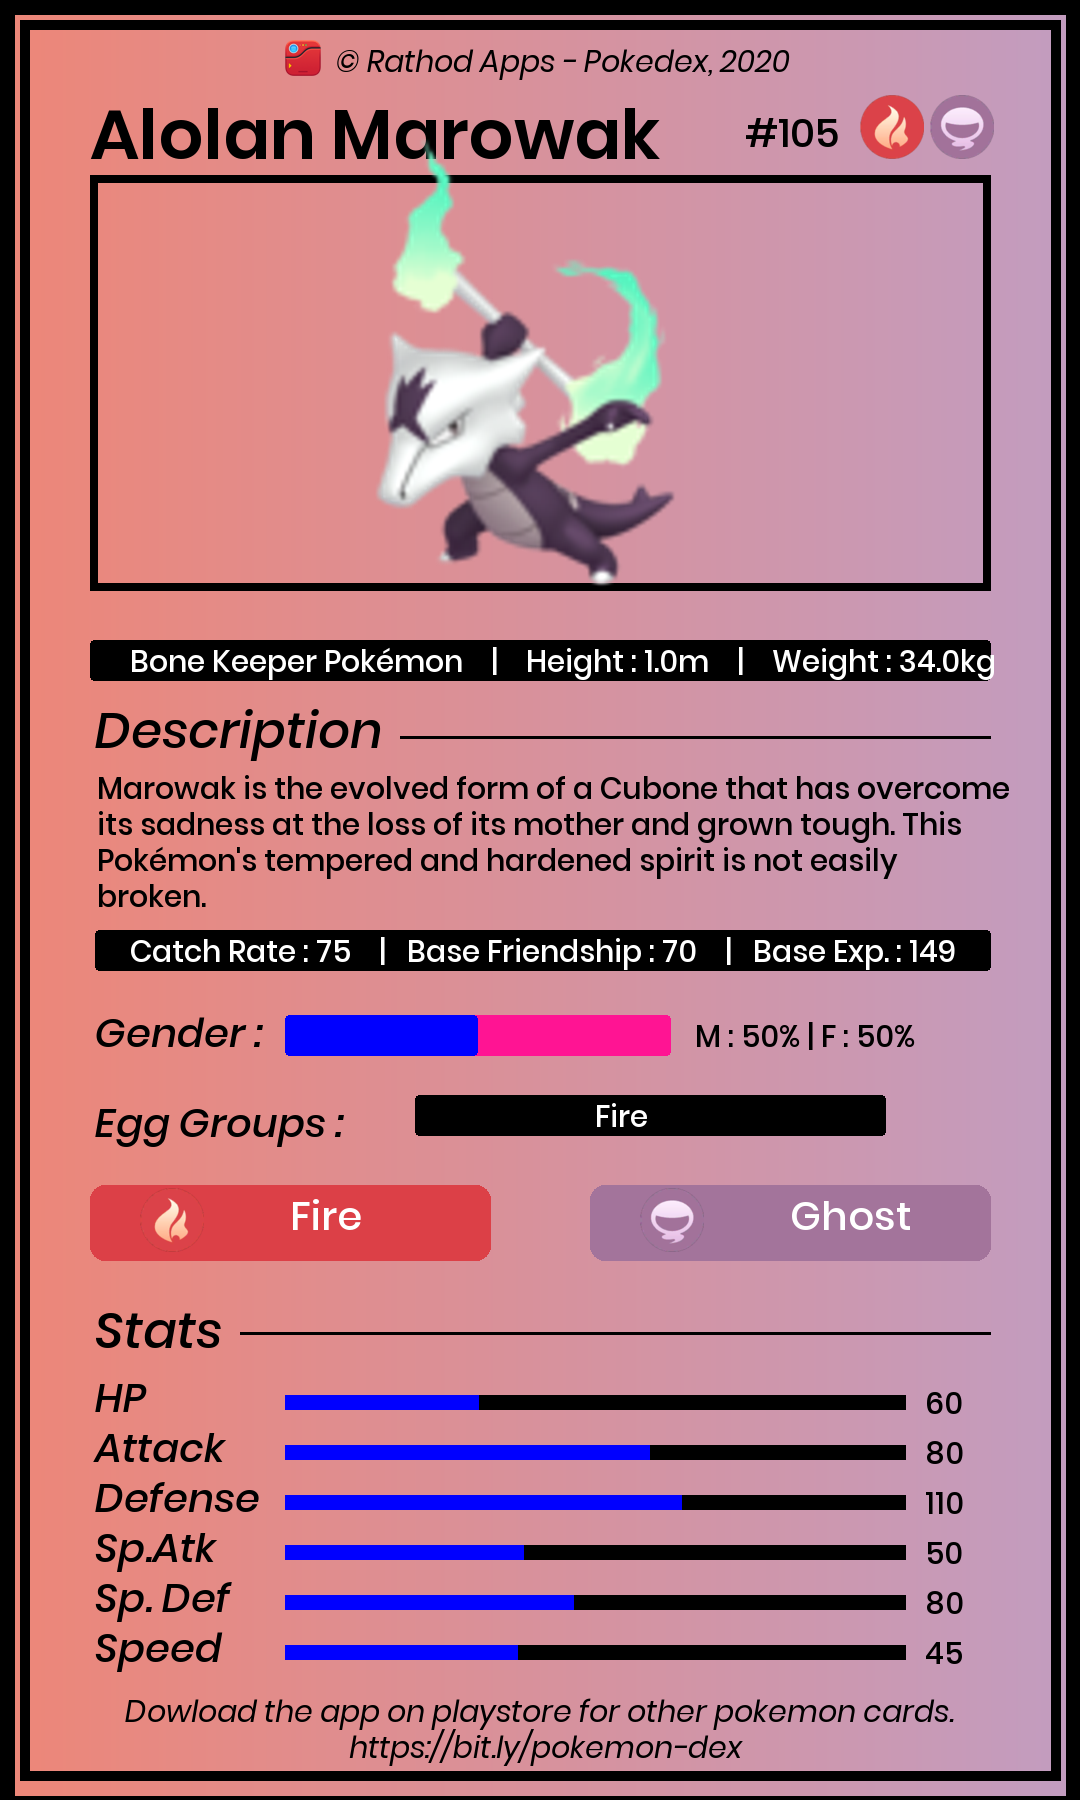 © Rathod Apps - Pokedex, 2020
Alolan Marowak #105
Bone Keeper Pokémon | Height : 1.0m | Weight : 34.0kg
Description
Marowak is the evolved form of a Cubone that has overcome
its sadness at the loss of its mother and grown tough. This
Pokémon's tempered and hardened spirit is not easily
broken.
Catch Rate : 75 | Base Friendship : 70 | Base Exp. : 149
Gender : M : 50% | F : 50%
Egg Groups : Fire
Fire Ghost
Stats
HP 60
Attack 80
Defense 110
Sp.Atk 50
Sp. Def 80
Speed 45
Dowload the app on playstore for other pokemon cards.
https://bit.ly/pokemon-dex